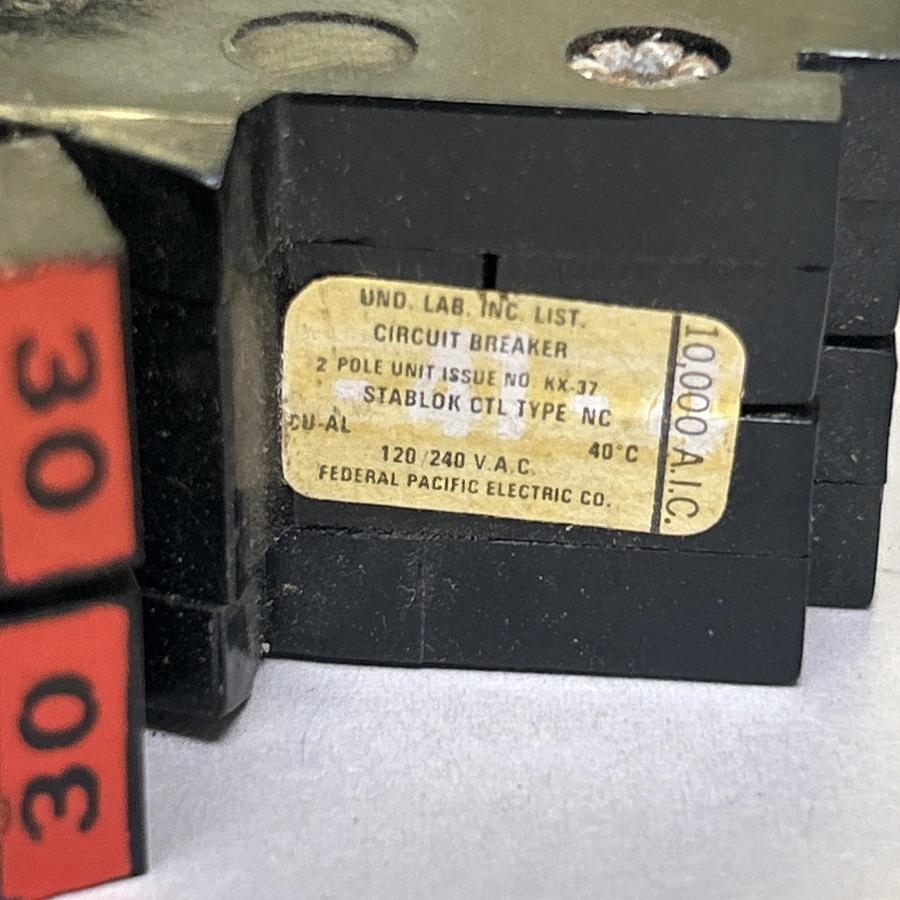 UND. LAB. INC. LIST.
CIRCUIT BREAKER
2 POLE UNIT ISSUE NO. KX-37
STABLOK CTL TYPE NC
CU-AL
40°C
120/240 V.A.C.
FEDERAL PACIFIC ELECTRIC CO.
10,000 A.I.C.
30
30